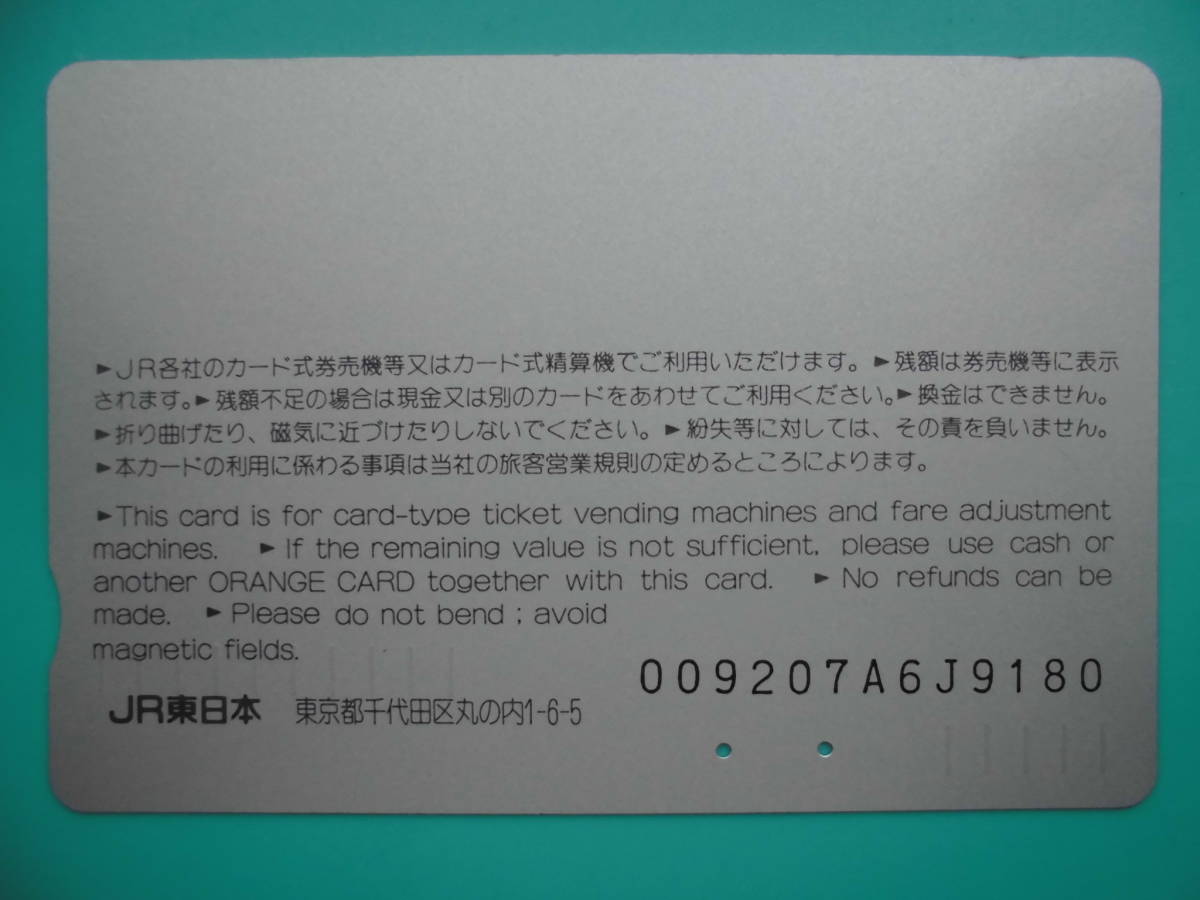 ►JR各社のカード式券売機等又はカード式精算機でご利用いただけます。►残額は券売機等に表示
されます。►残額不足の場合は現金又は別のカードをあわせてご利用ください。►換金はできません。
►折り曲げたり、磁気に近づけたりしないでください。►紛失等に対しては、その責を負いません。
►本カードの利用に係わる事項は当社の旅客営業規則の定めるところによります。
►This card is for card-type ticket vending machines and fare adjustment
machines. ►If the remaining value is not sufficient, please use cash or
another ORANGE CARD together with this card. ►No refunds can be
made. ►Please do not bend ; avoid
magnetic fields.
009207A6J9180
JR東日本 東京都千代田区丸の内1-6-5